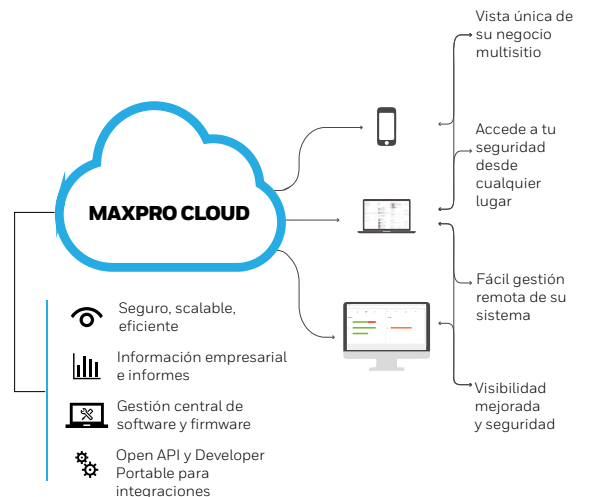 MAXPRO CLOUD
Seguro, scalable,
eficiente
Información empresarial
e informes
Gestión central de
software y firmware
Open API y Developer
Portable para
integraciones
Vista única de
su negocio
multisitio
Accede a tu
seguridad
desde
cualquier
lugar
Fácil gestión
remota de su
sistema
Visibilidad
mejorada
y seguridad